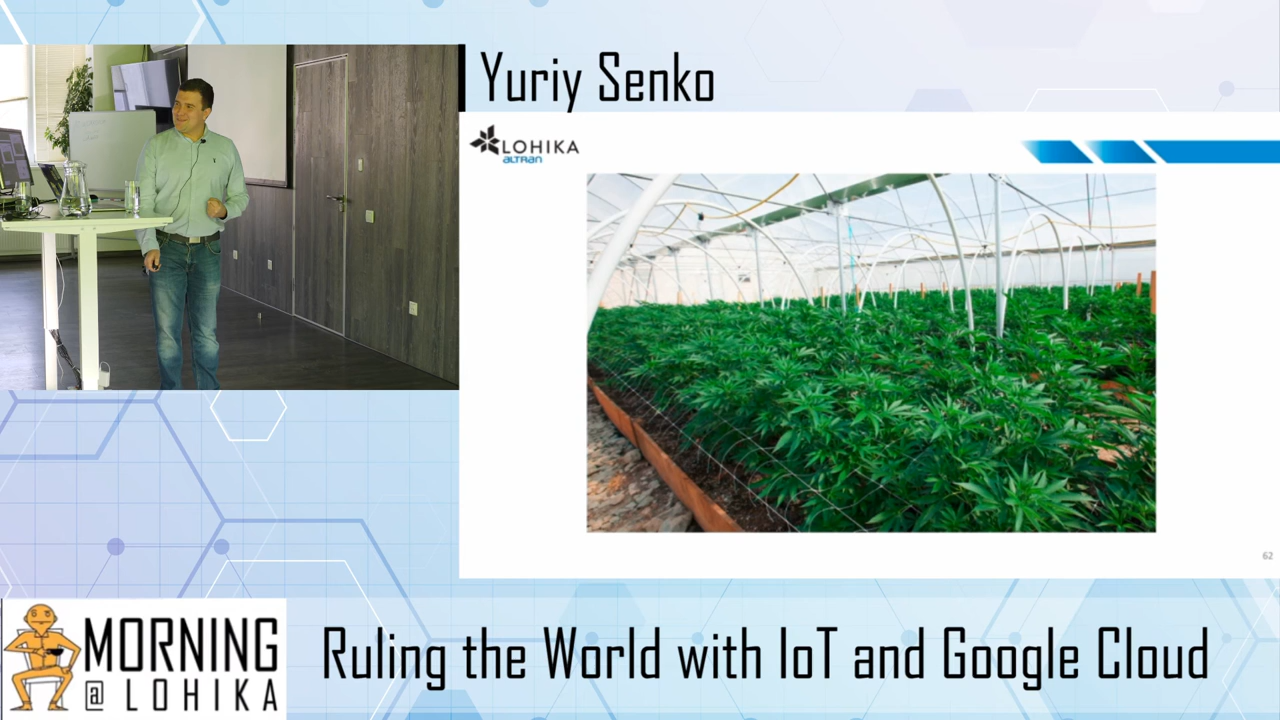 Yuriy Senko
LOHIKA
altran
62
MORNING
@ LOHIKA
Ruling the World with IoT and Google Cloud